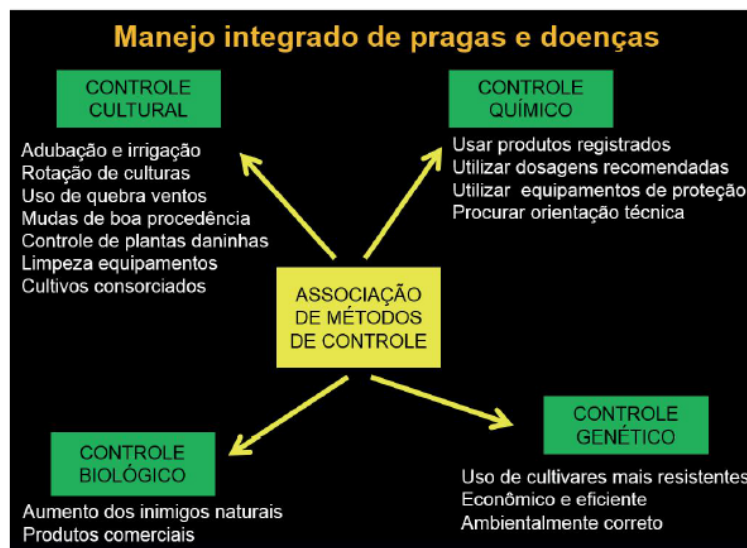 Manejo integrado de pragas e doenças
CONTROLE
CULTURAL
Adubação e irrigação
Rotação de culturas
Uso de quebra ventos
Mudas de boa procedência
Controle de plantas daninhas
Limpeza equipamentos
Cultivos consorciados
CONTROLE
QUÍMICO
Usar produtos registrados
Utilizar dosagens recomendadas
Utilizar equipamentos de proteção
Procurar orientação técnica
ASSOCIAÇÃO
DE MÉTODOS
DE CONTROLE
CONTROLE
BIOLÓGICO
Aumento dos inimigos naturais
Produtos comerciais
CONTROLE
GENÉTICO
Uso de cultivares mais resistentes
Econômico e eficiente
Ambientalmente correto